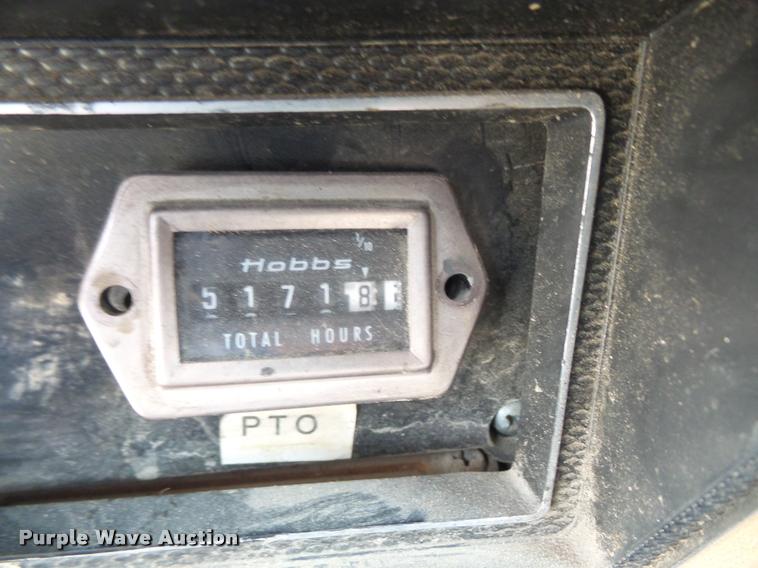 1/10
Hobbs
5 1 7 1 8
TOTAL HOURS
PTO
Purple Wave Auction